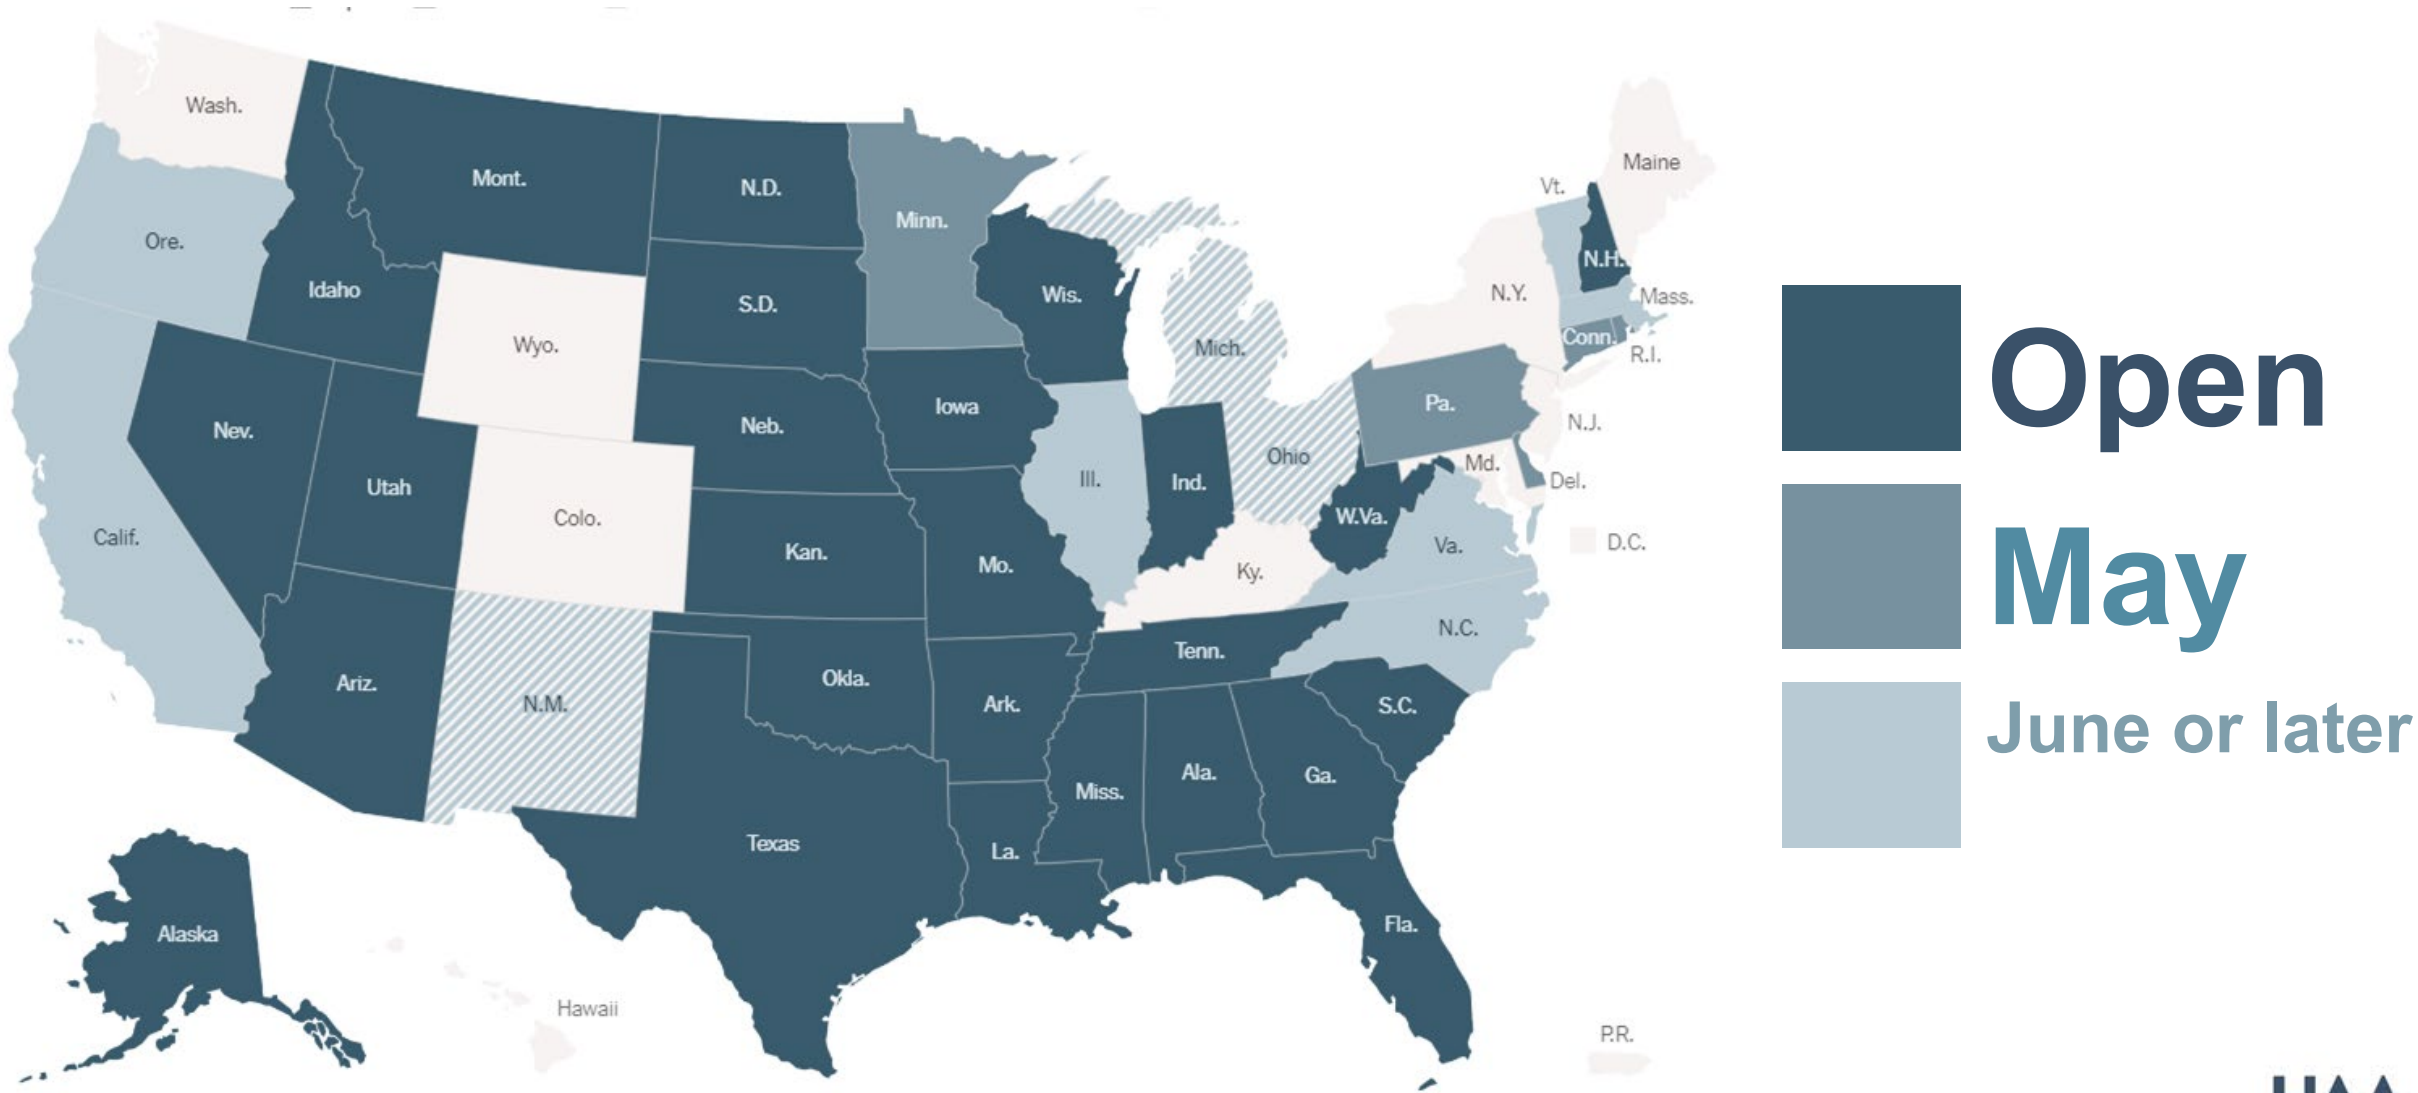 Wash.
Maine
Mont.
Vt.
N.D.
Minn.
Ore.
N.H.
Idaho
Wis.
N.Y.
Mass.
S.D.
Wyo.
Mich.
Conn.
R.I.
Open
Iowa
Pa.
Neb.
N.J.
Nev.
Ohio
Md.
Utah
Ill.
Ind.
Del.
Colo.
W.Va.
Calif.
Va.
D.C.
Kan.
Mo.
Ky.
May
N.C.
Tenn.
Ariz.
Okla.
N.M.
Ark.
S.C.
June or later
Miss.
Ala.
Ga.
Texas
La.
Alaska
Fla.
Hawaii
P.R.